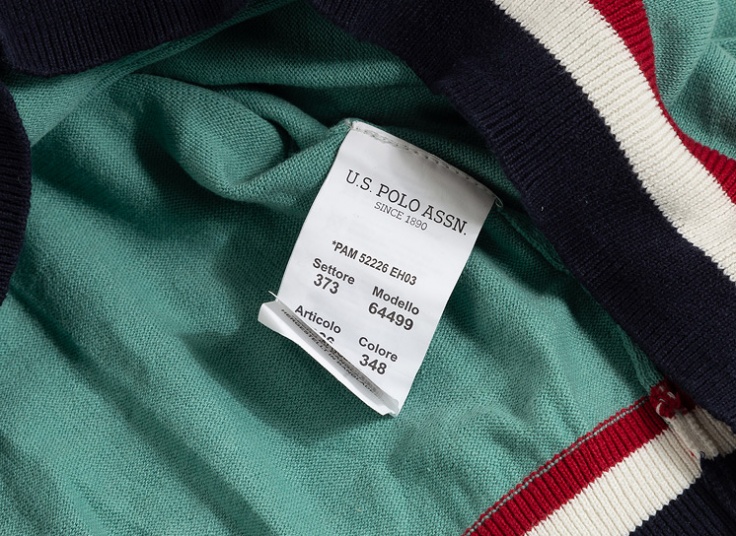 U.S. POLO ASSN.
SINCE 1890
*PAM 52226 EH03
Settore Modello
373 64499
Articolo Colore
348